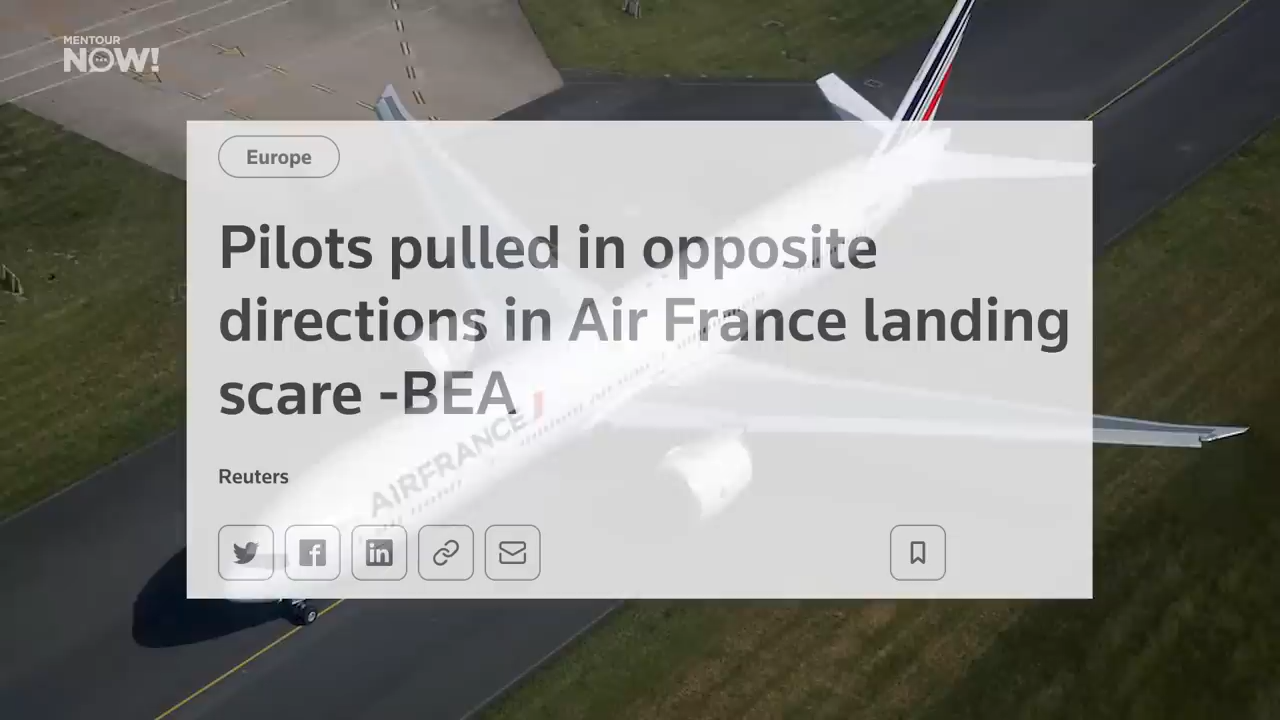 MENTOUR
NOW!
Europe
Pilots pulled in opposite
directions in Air France landing
scare -BEA
AIRFRANCE
Reuters